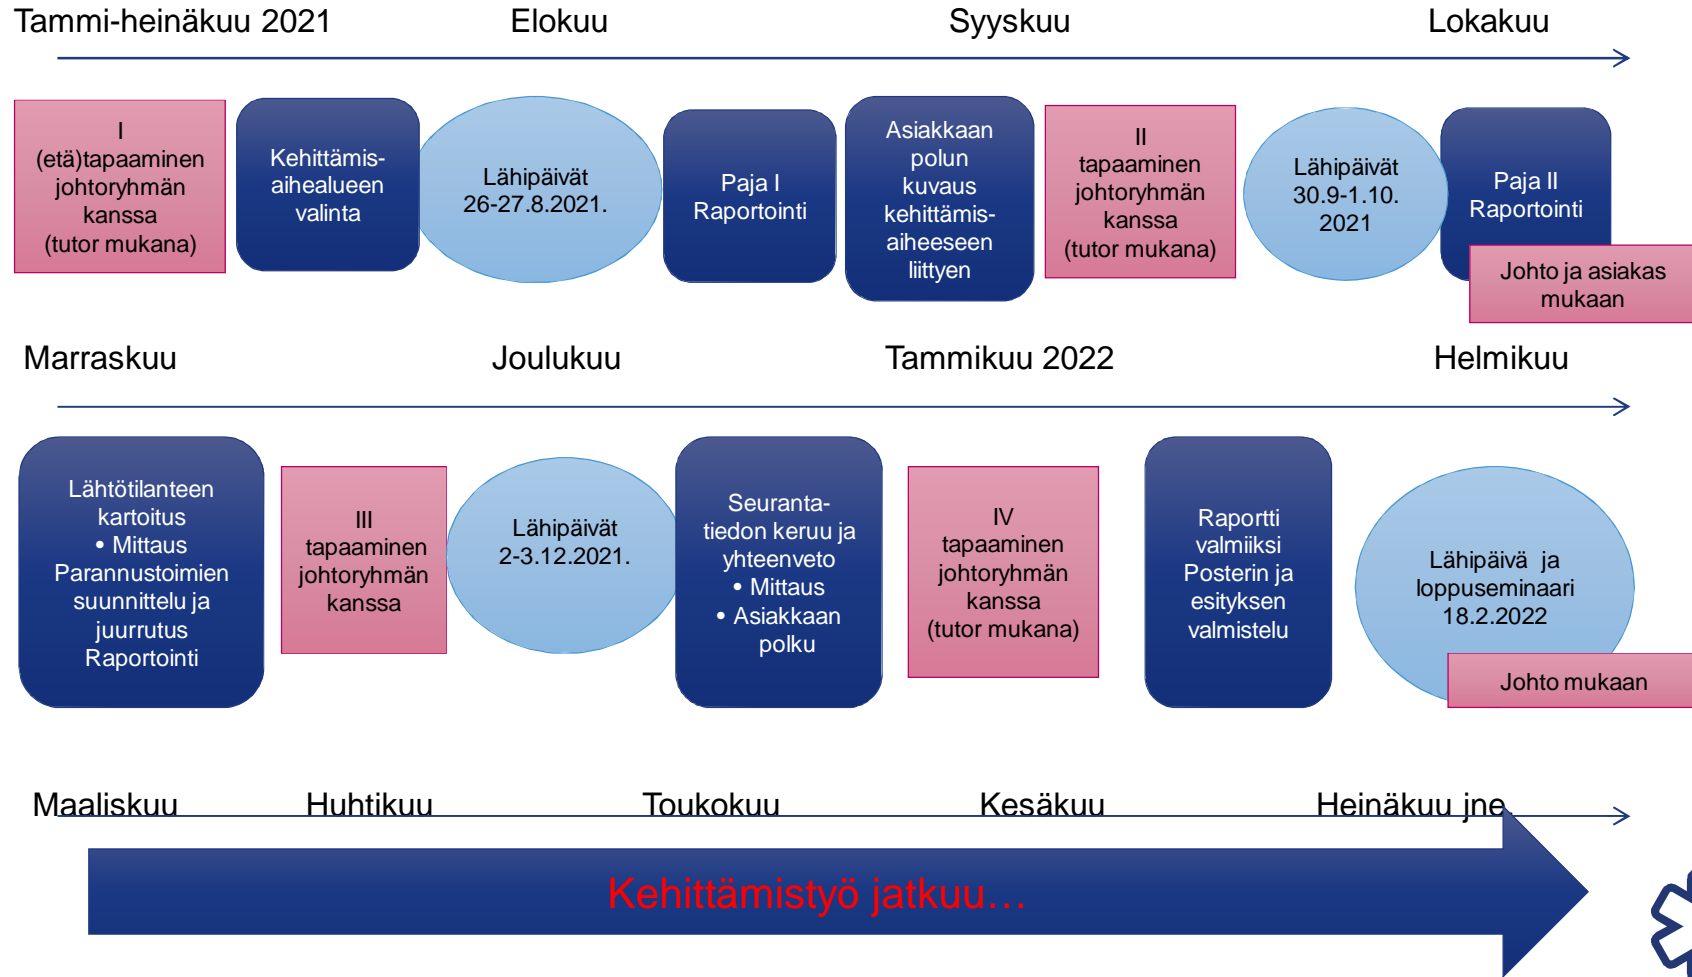 Tammi-heinäkuu 2021
Elokuu
Syyskuu
Lokakuu
I
(etä)tapaaminen
johtoryhmän
kanssa
(tutor mukana)
Kehittämis-
aihealueen
valinta
Lähipäivät
26-27.8.2021.
Paja I
Raportointi
Asiakkaan
polun
kuvaus
kehittämis-
aiheeseen
liittyen
II
tapaaminen
johtoryhmän
kanssa
(tutor mukana)
Lähipäivät
30.9-1.10.
2021
Paja II
Raportointi
Johto ja asiakas
mukaan
Marraskuu
Joulukuu
Tammikuu 2022
Helmikuu
Lähtötilanteen
kartoitus
• Mittaus
Parannustoimien
suunnittelu ja
juurrutus
Raportointi
III
tapaaminen
johtoryhmän
kanssa
Lähipäivät
2-3.12.2021.
Seuranta-
tiedon keruu ja
yhteenveto
• Mittaus
• Asiakkaan
polku
IV
tapaaminen
johtoryhmän
kanssa
(tutor mukana)
Raportti
valmiiksi
Posterin ja
esityksen
valmistelu
Lähipäivä ja
loppuseminaari
18.2.2022
Johto mukaan
Maaliskuu
Huhtikuu
Toukokuu
Kesäkuu
Heinäkuu jne.
Kehittämistyö jatkuu…